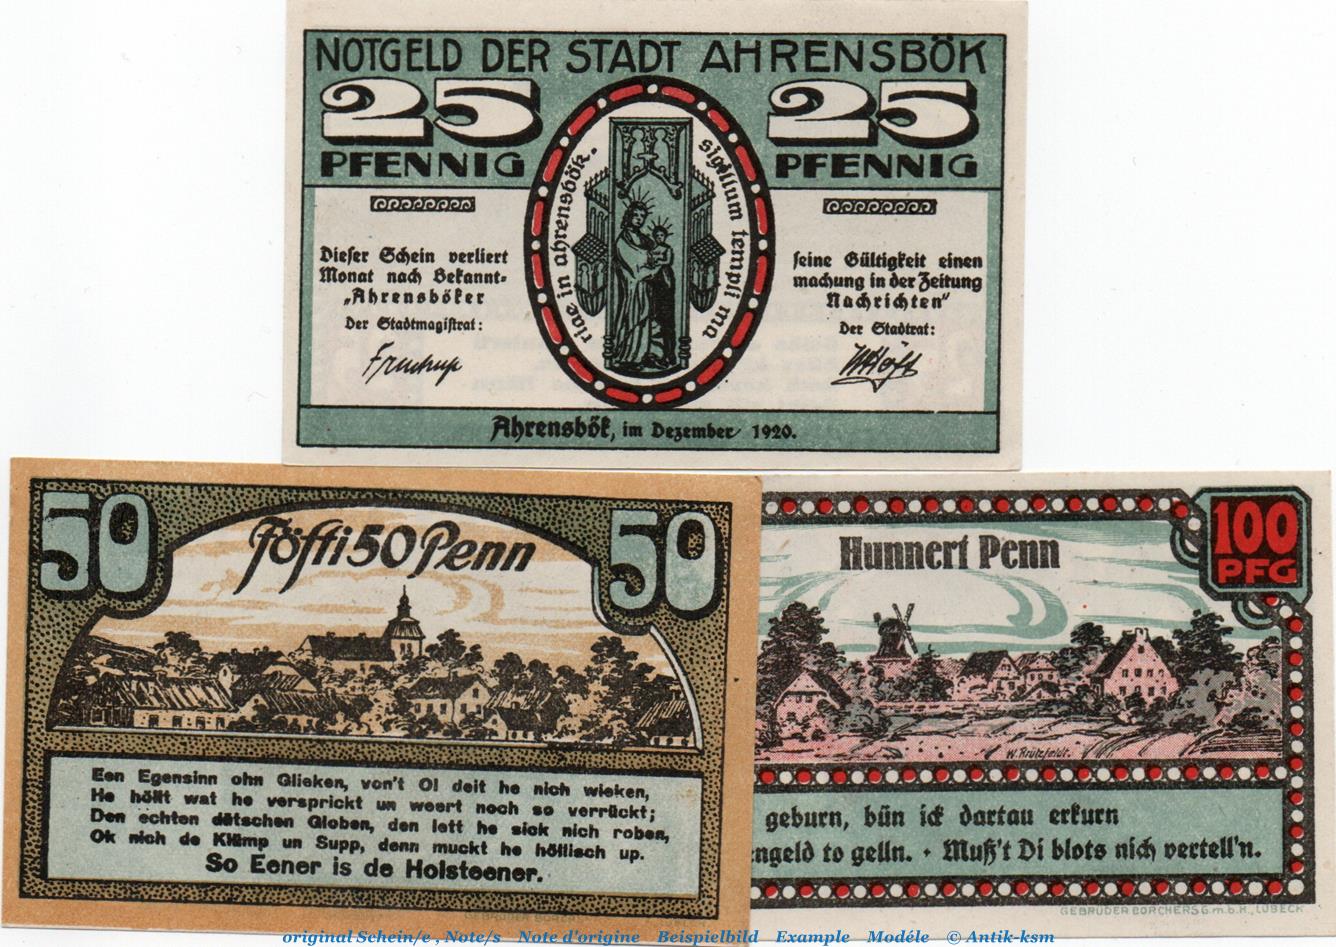 NOTGELD DER STADT AHRENSBÖK
25 25
PFENNIG PFENNIG
sigillum templi ma
riae in ahrensbök.
Dieser Schein verliert seine Gültigkeit einen
Monat nach Bekannt- machung in der Zeitung
„Ahrensböker Nachrichten“
Der Stadtmagistrat: Der Stadtrat:
Ahrensbök, im Dezember 1920.
50 Föfti 50 Penn 50
Een Egensinn ohn Glieken, von't Ol deit he nich wieken,
He höllt wat he versprickt un weert noch so verrückt;
Den echten dütschen Globen, den lett he sick nich roben,
Ok nich de Klümp un Supp, denn muckt he höllisch up.
So Eener is de Holsteener.
GEBRÜDER BORCHERS
Hunnert Penn
100
PFG
W. Brützfeldt.
geburn, bün ick dartau erkurn
engeld to gelln. · Muß't Di blots nich vertell'n.
GEBRÜDER BORCHERS G.m.b.H., LÜBECK
original Schein/e , Note/s Note d'origine Beispielbild Example Modéle © Antik-ksm